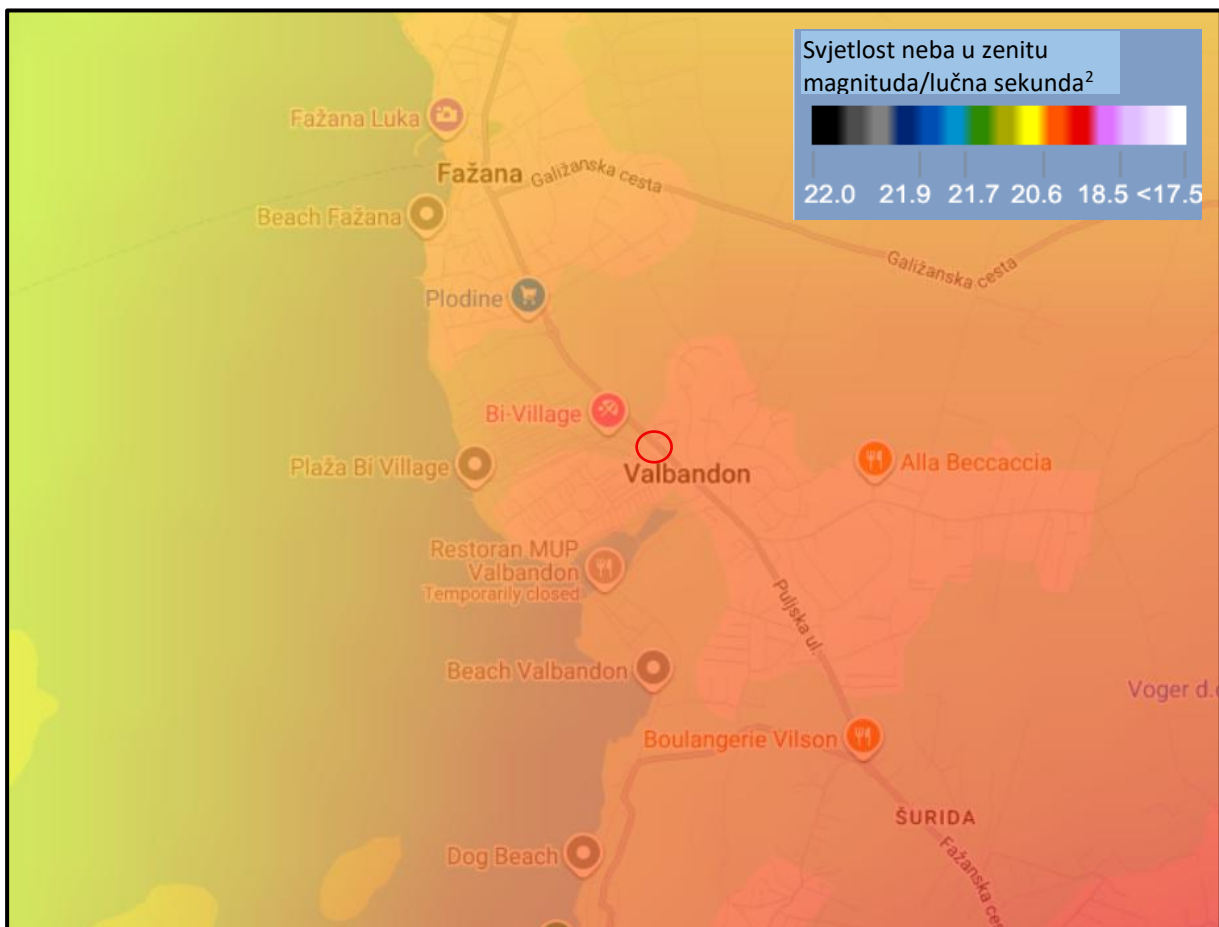 Svjetlost neba u zenitu
magnituda/lučna sekunda²
22.0 21.9 21.7 20.6 18.5 <17.5
Fažana Luka
Fažana
Galižanska cesta
Beach Fažana
Galižanska cesta
Plodine
Bi-Village
Plaža Bi Village
Valbandon
Alla Beccaccia
Restoran MUP
Valbandon
Temporarily closed
Puljska ul.
Beach Valbandon
Voger d.
Boulangerie Vilson
ŠURIDA
Dog Beach
Fažanska ce